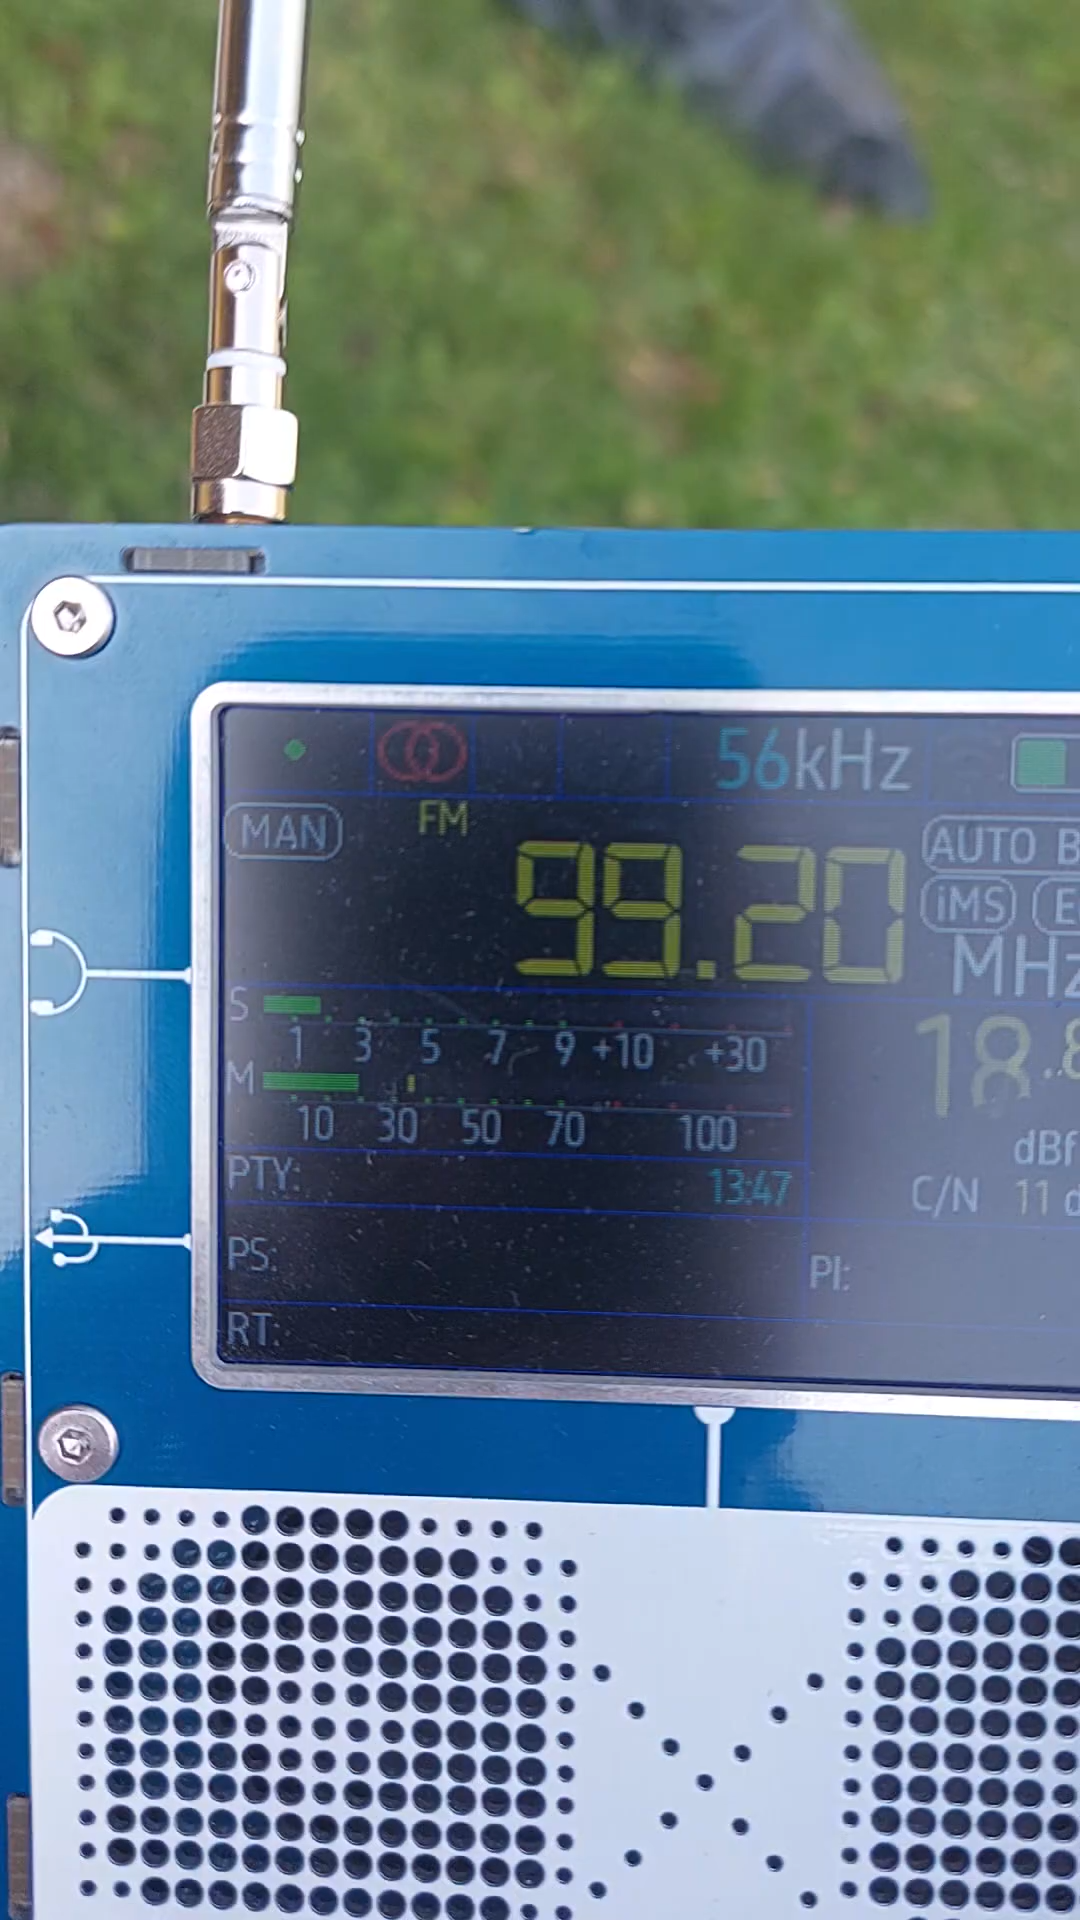 56kHz
MAN
FM
99.20
AUTO B
iMS
E
MHz
S
1 3 5 7 9 +10 +30
M
10 30 50 70 100
18.8
dBf
PTY:
13:47
C/N 11 d
PS:
PI:
RT: